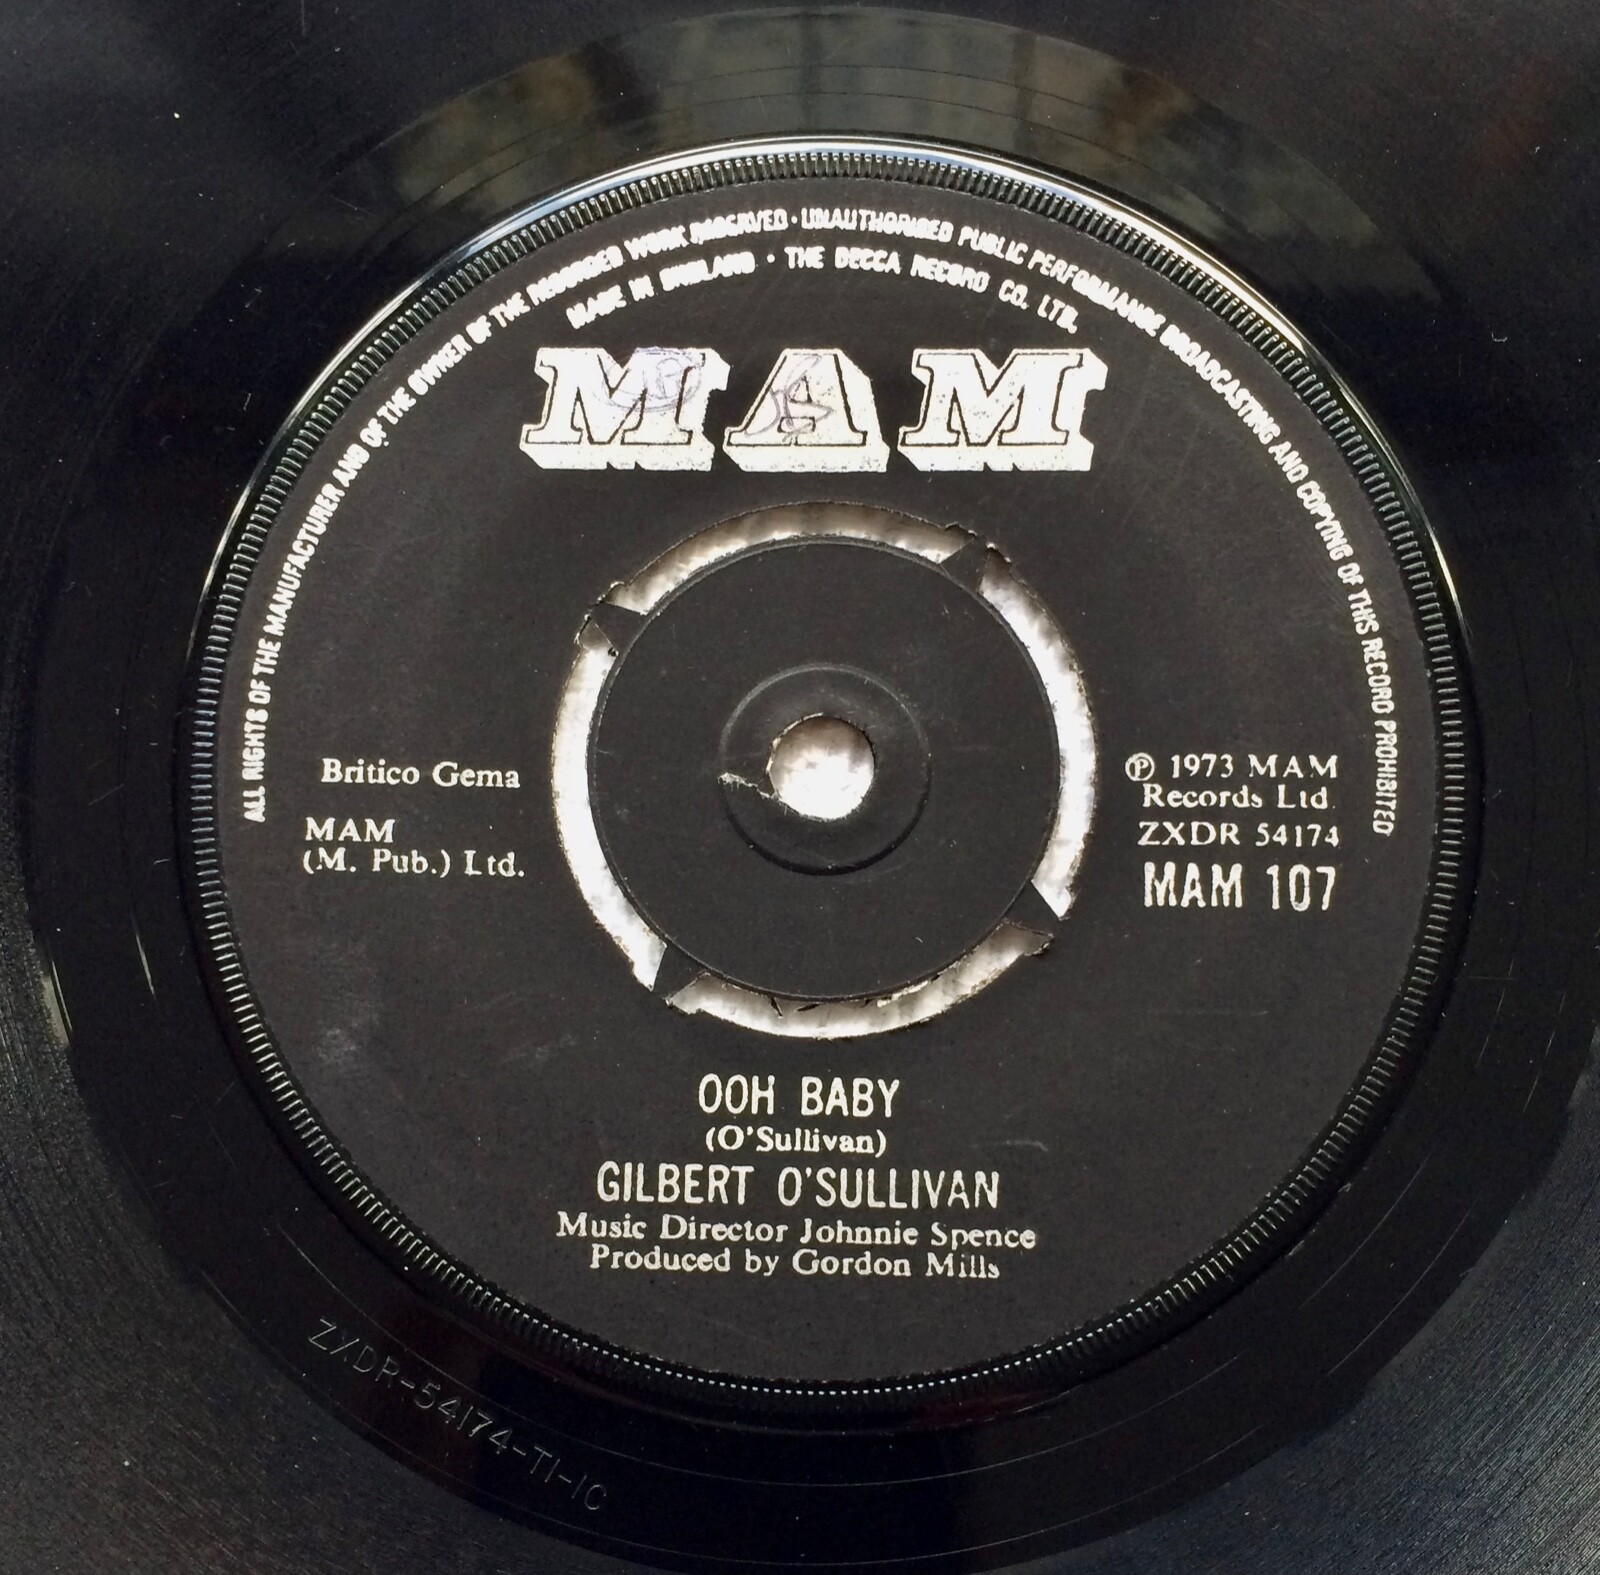 ALL RIGHTS OF THE MANUFACTURER AND OF THE OWNER OF THE RECORDED WORK RESERVED · UNAUTHORISED PUBLIC PERFORMANCE BROADCASTING AND COPYING OF THIS RECORD PROHIBITED
MADE IN ENGLAND · THE DECCA RECORD CO. LTD.
MAM
Britico Gema
MAM
(M. Pub.) Ltd.
℗ 1973 MAM
Records Ltd.
ZXDR 54174
MAM 107
OOH BABY
(O'Sullivan)
GILBERT O'SULLIVAN
Music Director Johnnie Spence
Produced by Gordon Mills
ZXDR-54174-T1-1C